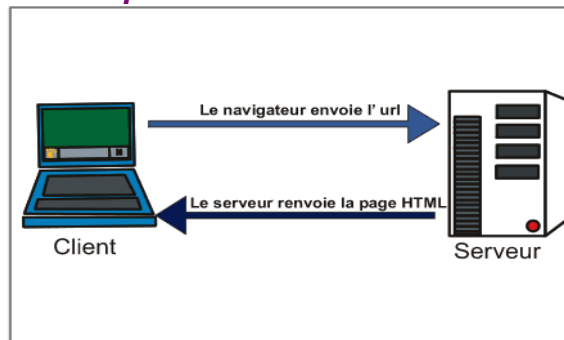 Le navigateur envoie l' url
Le serveur renvoie la page HTML
Client
Serveur